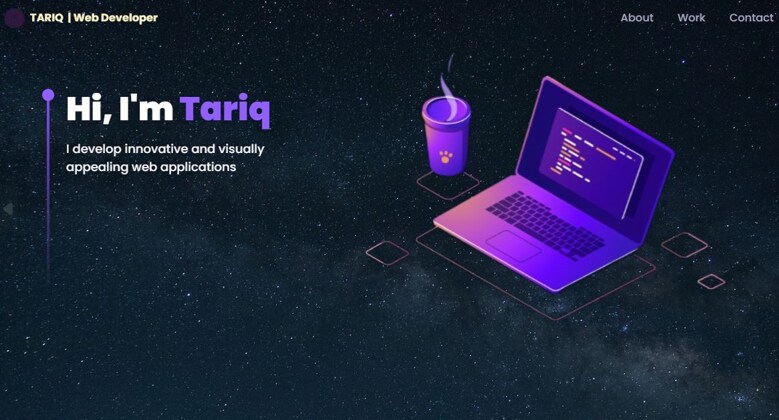 TARIQ | Web Developer
About Work Contact
Hi, I'm Tariq
I develop innovative and visually
appealing web applications